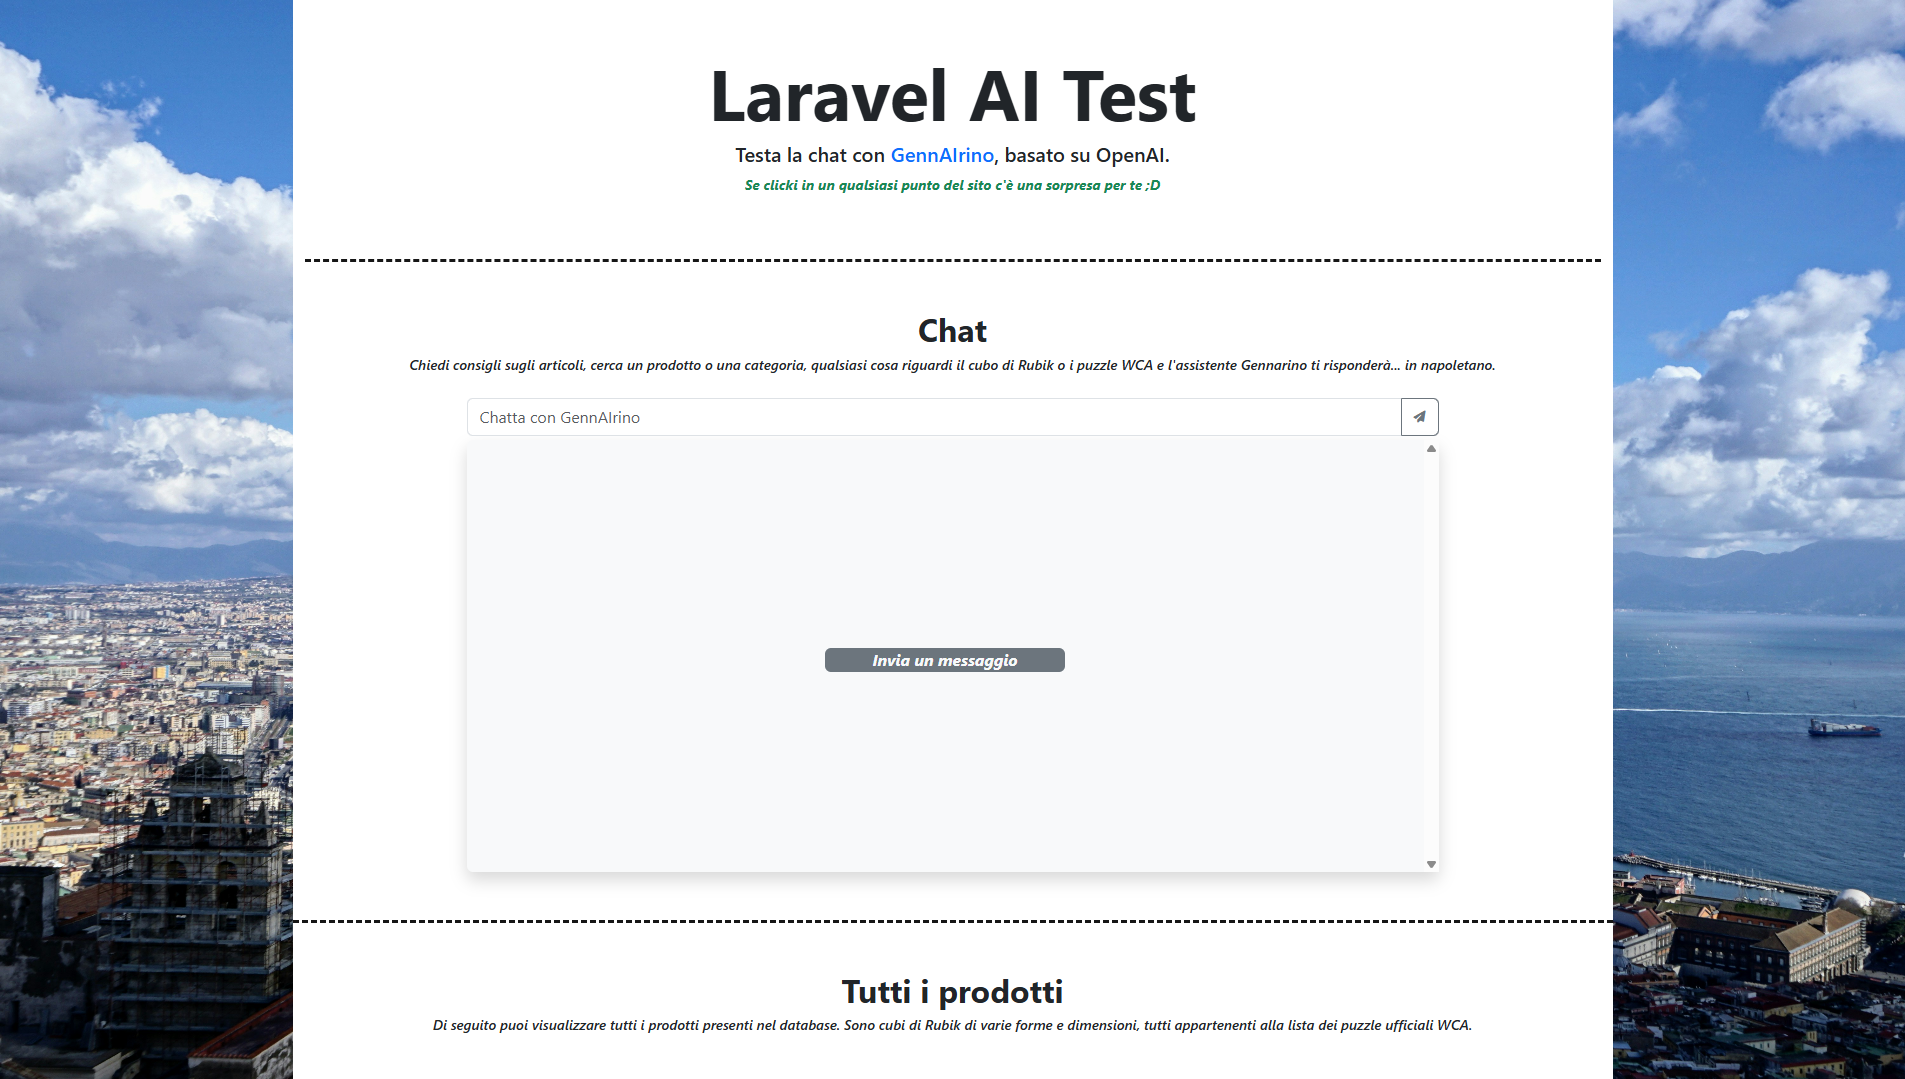 Laravel AI Test
Testa la chat con GennAIrino, basato su OpenAI.
Se clicki in un qualsiasi punto del sito c'è una sorpresa per te ;D
Chat
Chiedi consigli sugli articoli, cerca un prodotto o una categoria, qualsiasi cosa riguardi il cubo di Rubik o i puzzle WCA e l'assistente Gennarino ti risponderà... in napoletano.
Chatta con GennAIrino
Invia un messaggio
Tutti i prodotti
Di seguito puoi visualizzare tutti i prodotti presenti nel database. Sono cubi di Rubik di varie forme e dimensioni, tutti appartenenti alla lista dei puzzle ufficiali WCA.